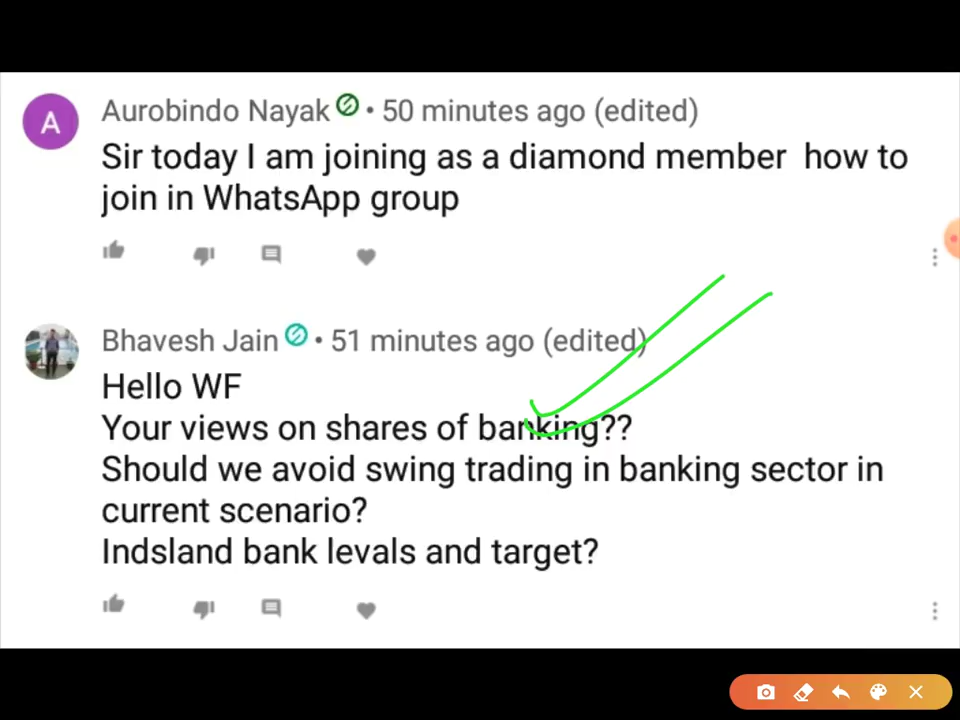 A
Aurobindo Nayak • 50 minutes ago (edited)
Sir today I am joining as a diamond member how to
join in WhatsApp group
Bhavesh Jain • 51 minutes ago (edited)
Hello WF
Your views on shares of banking??
Should we avoid swing trading in banking sector in
current scenario?
Indsland bank levals and target?